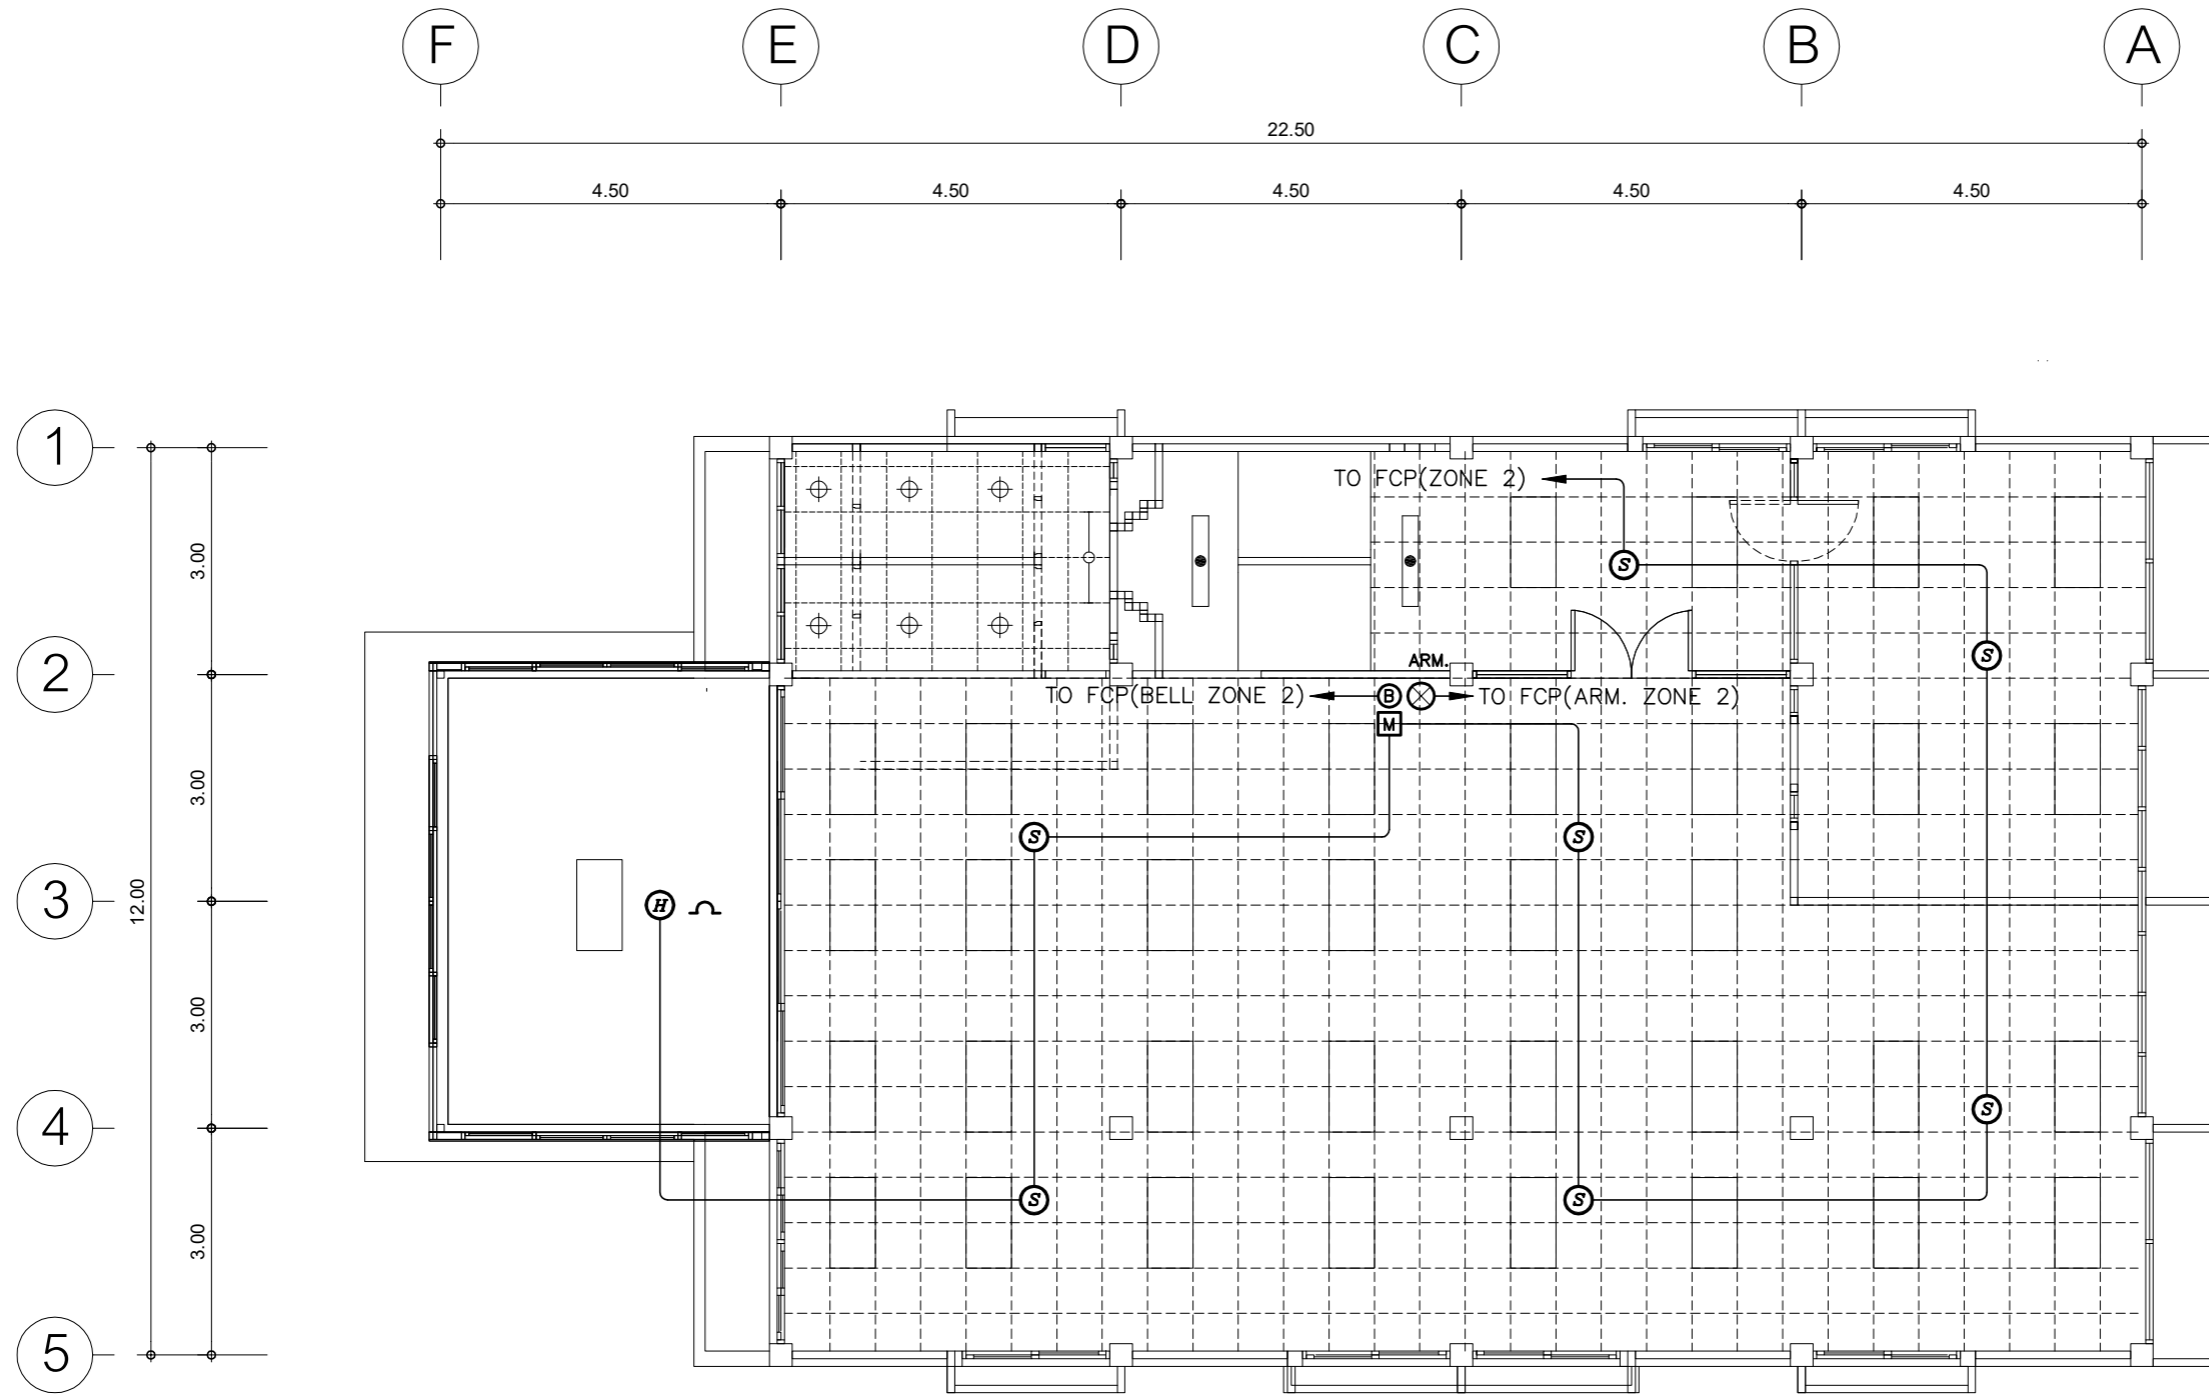 F E D C B A
22.50
4.50 4.50 4.50 4.50 4.50
1
TO FCP(ZONE 2)
3.00
S
S
2
ARM.
TO FCP(BELL ZONE 2) B TO FCP(ARM. ZONE 2)
M
3.00
S S
3
12.00
H
3.00
4
S
S S
3.00
5